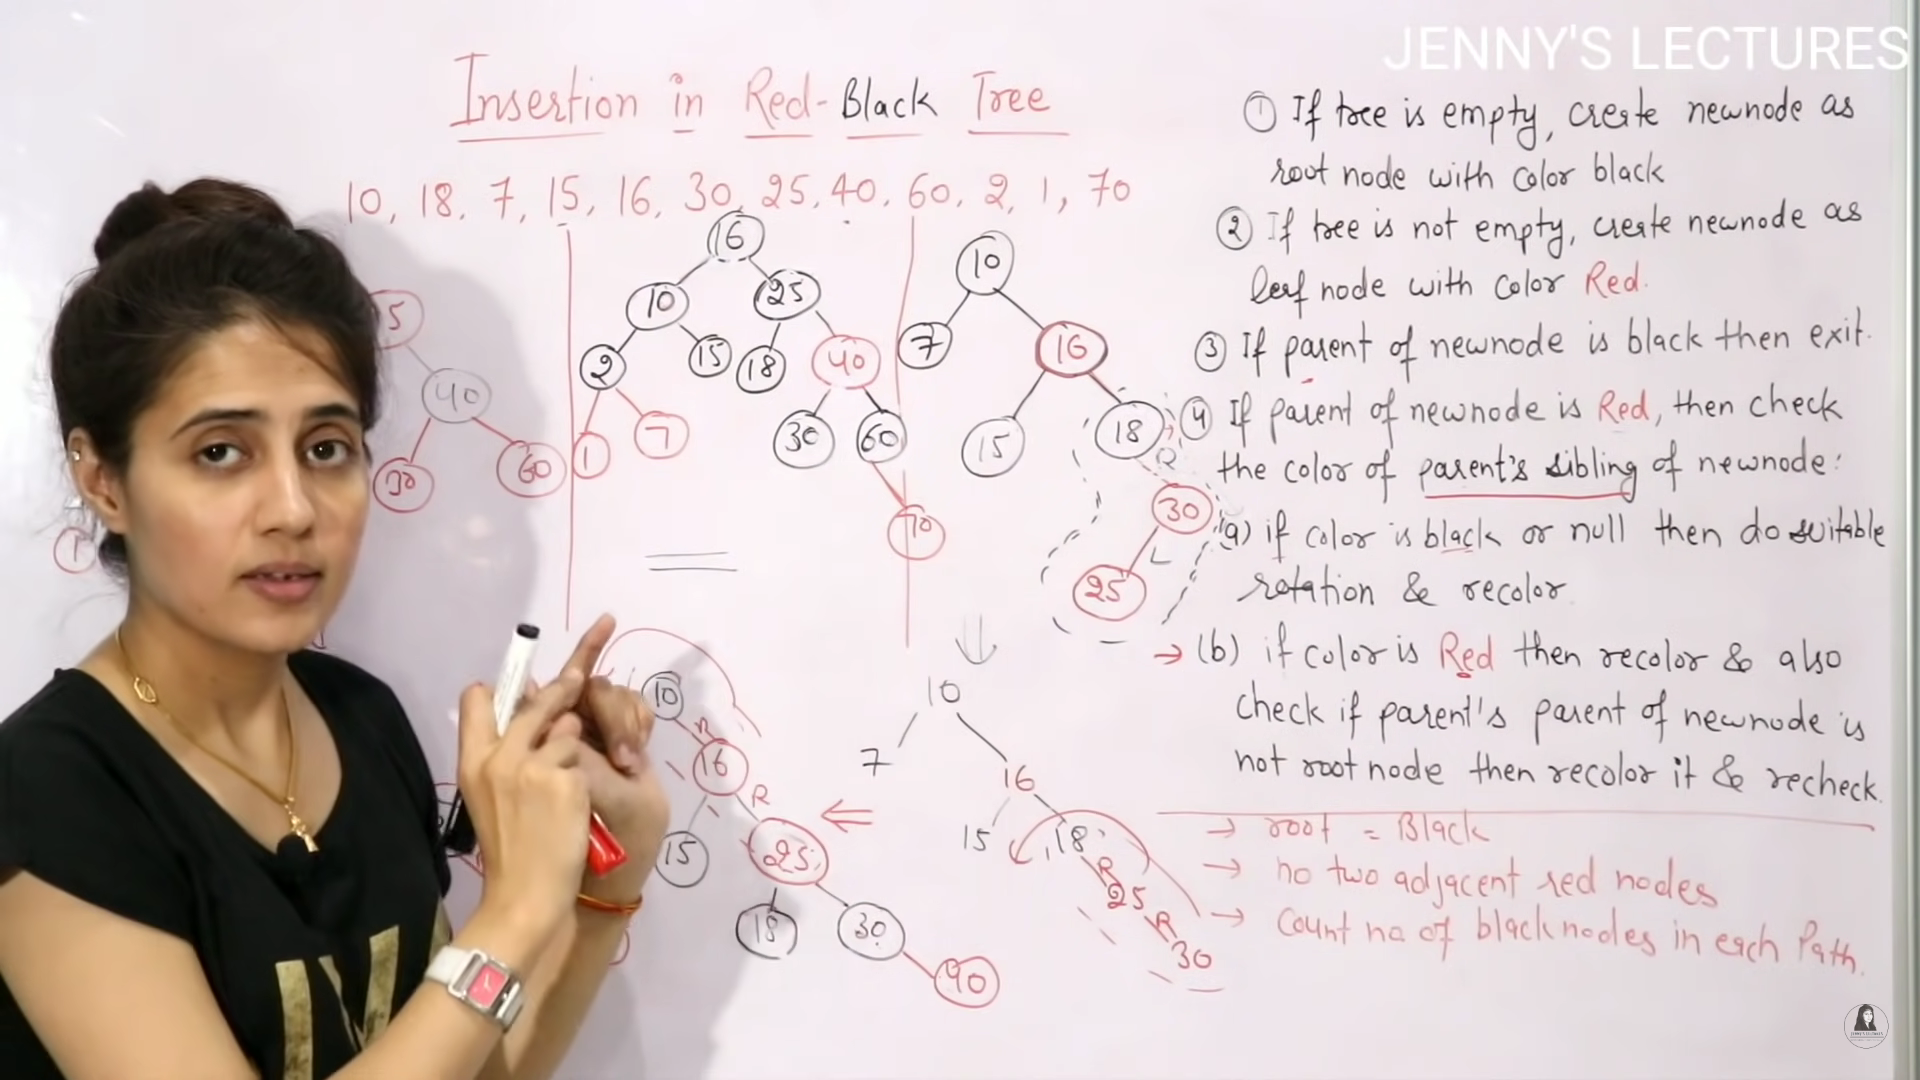 JENNY'S LECTURES
Insertion in Red-Black Tree
10, 18, 7, 15, 16, 30, 25, 40, 60, 2, 1, 70
① If tree is empty, create newnode as
root node with color black
② If tree is not empty, create newnode as
leaf node with color Red.
③ If parent of newnode is black then exit.
④ If parent of newnode is Red, then check
the color of parent's sibling of newnode:
a) if color is black or null then do suitable
rotation & recolor
→ (b) if color is Red then recolor & also
check if parent's parent of newnode is
not root node then recolor it & recheck.
→ root = Black
→ no two adjacent red nodes
→ Count no of black nodes in each Path.
5
40
30 60
1
16
10 25
2 15 18 40
1 7 30 60
70
10
7 16
15 18
R
30
L
25
10
7 16
15 18
R
25
R
30
10
R
16
R
15 25
18 30
40